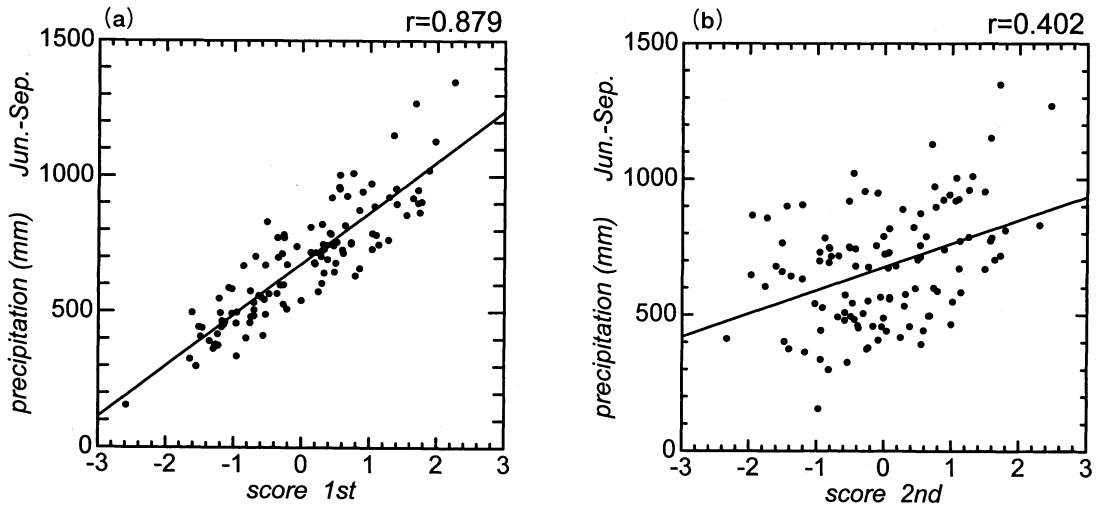 (a)
r=0.879
1500
1000
500
0
precipitation (mm) Jun.-Sep.
-3 -2 -1 0 1 2 3
score 1st
(b)
r=0.402
1500
1000
500
0
precipitation (mm) Jun.-Sep.
-3 -2 -1 0 1 2 3
score 2nd